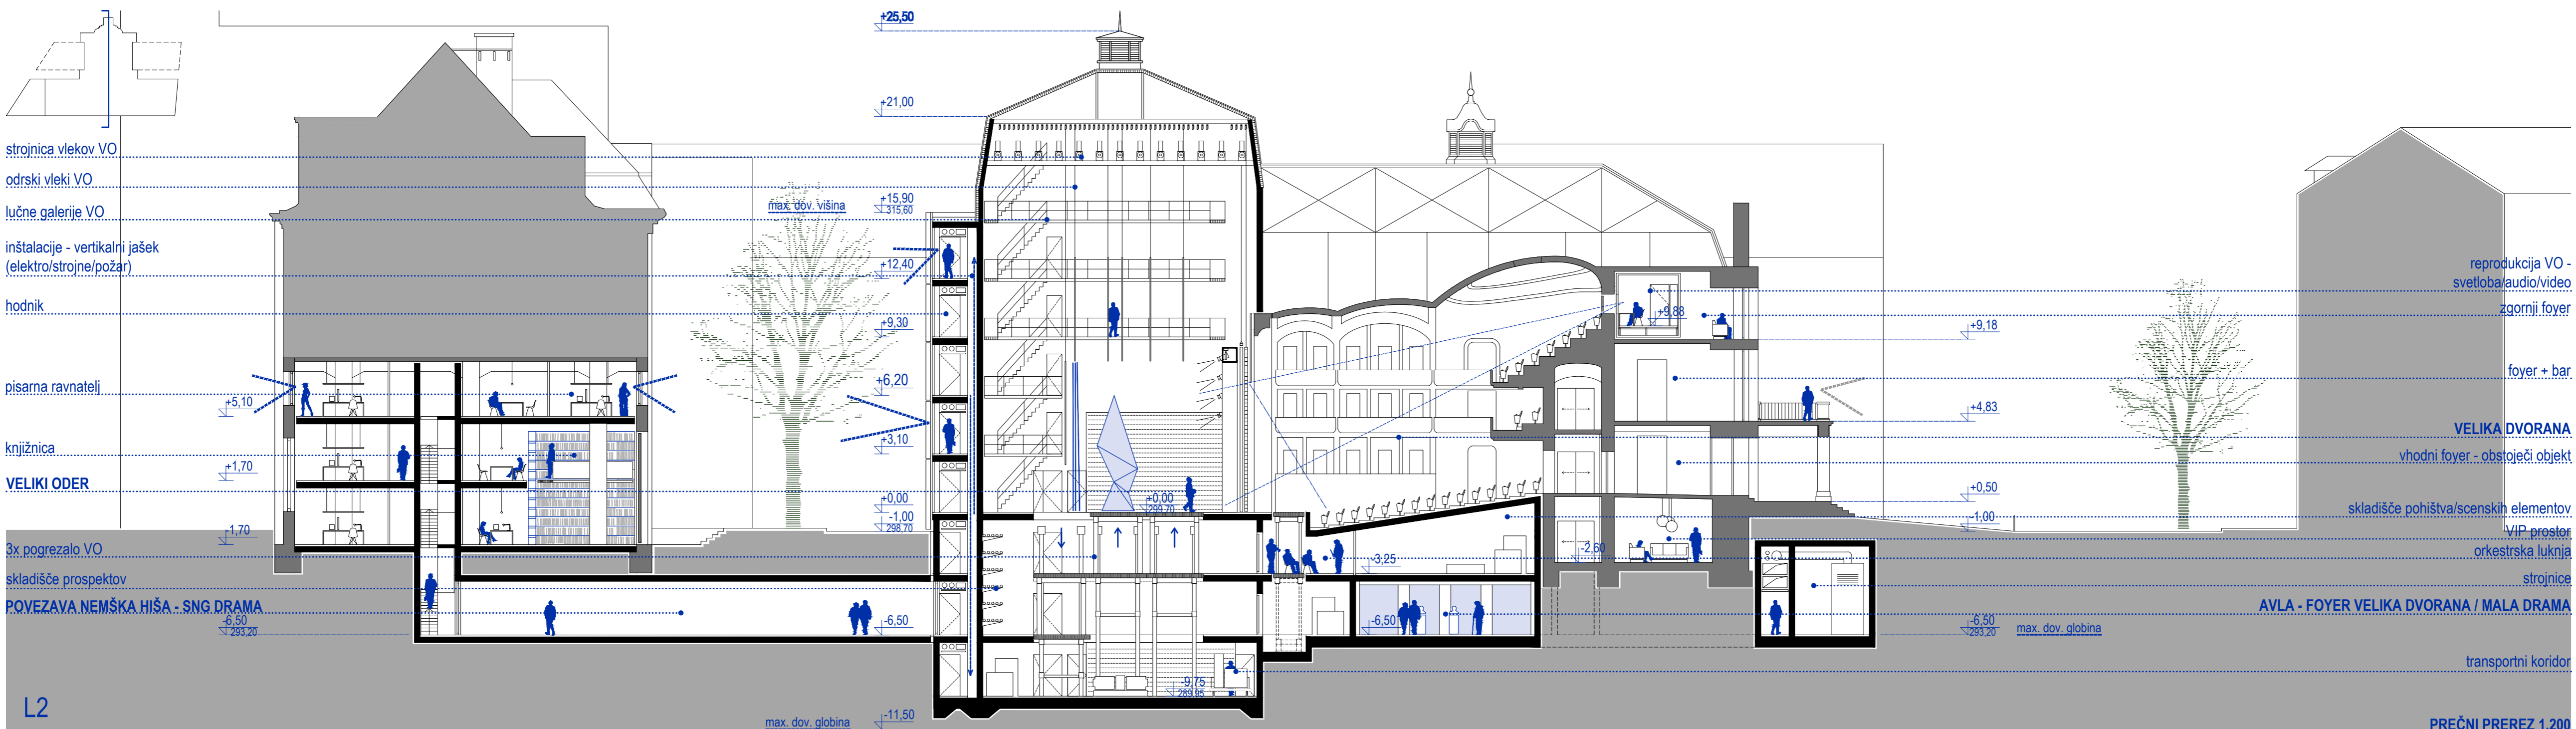 +25,50
+21,00
strojnica vlekov VO
odrski vleki VO
max. dov. višina
+15,90
315,60
lučne galerije VO
inštalacije - vertikalni jašek
(elektro/strojne/požar)
+12,40
reprodukcija VO -
svetloba/audio/video
hodnik
+9,88
zgornji foyer
+9,30
+9,18
pisarna ravnatelj
+6,20
foyer + bar
+5,10
+4,83
VELIKA DVORANA
knjižnica
+3,10
vhodni foyer - obstoječi objekt
+1,70
VELIKI ODER
+0,00
+0,00
299,70
+0,50
skladišče pohištva/scenskih elementov
-1,00
298,70
-1,00
-1,70
VIP prostor
3x pogrezalo VO
-2,60
orkestrska luknja
-3,25
skladišče prospektov
strojnice
POVEZAVA NEMŠKA HIŠA - SNG DRAMA
AVLA - FOYER VELIKA DVORANA / MALA DRAMA
-6,50
293,20
-6,50
-6,50
-6,50
293,20
max. dov. globina
transportni koridor
-9,75
289,95
L2
max. dov. globina
-11,50
PREČNI PREREZ 1.200